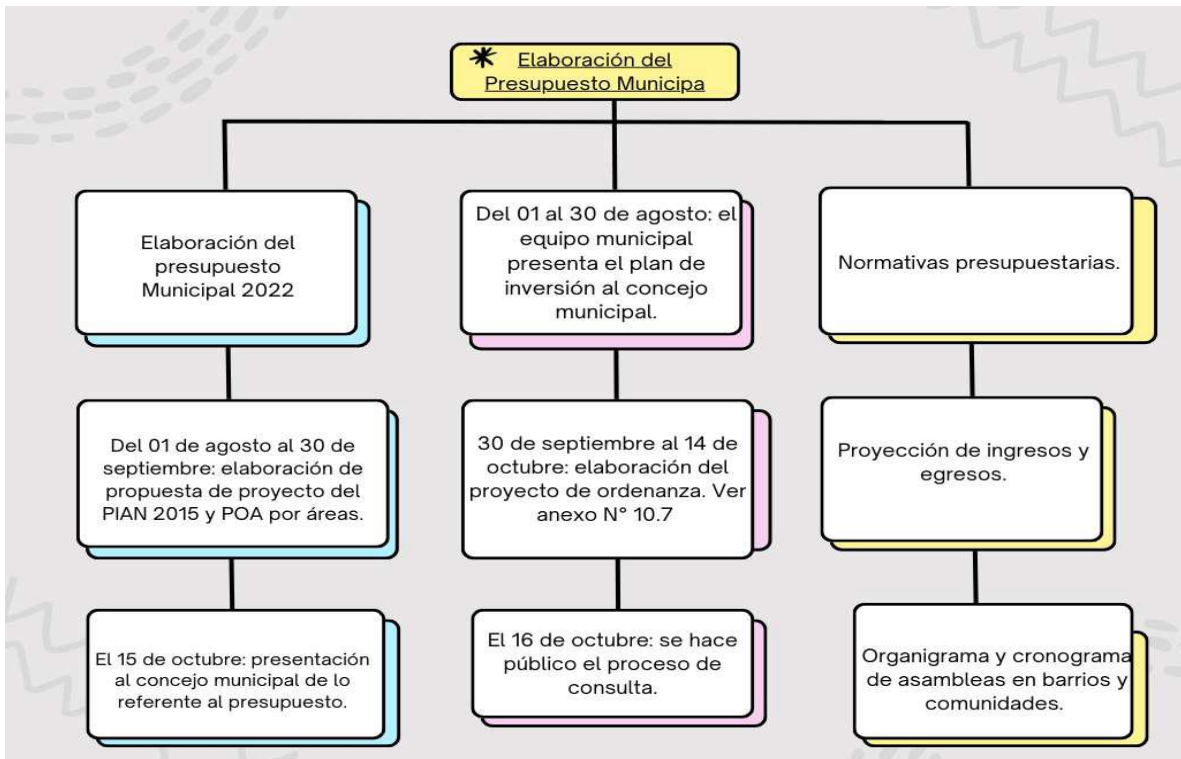 Elaboración del
Presupuesto Municipa
Elaboración del
presupuesto
Municipal 2022
Del 01 al 30 de agosto: el
equipo municipal
presenta el plan de
inversión al concejo
municipal.
Normativas presupuestarias.
Del 01 de agosto al 30 de
septiembre: elaboración de
propuesta de proyecto del
PIAN 2015 y POA por áreas.
30 de septiembre al 14 de
octubre: elaboración del
proyecto de ordenanza. Ver
anexo N° 10.7
Proyección de ingresos y
egresos.
El 15 de octubre: presentación
al concejo municipal de lo
referente al presupuesto.
El 16 de octubre: se hace
público el proceso de
consulta.
Organigrama y cronograma
de asambleas en barrios y
comunidades.